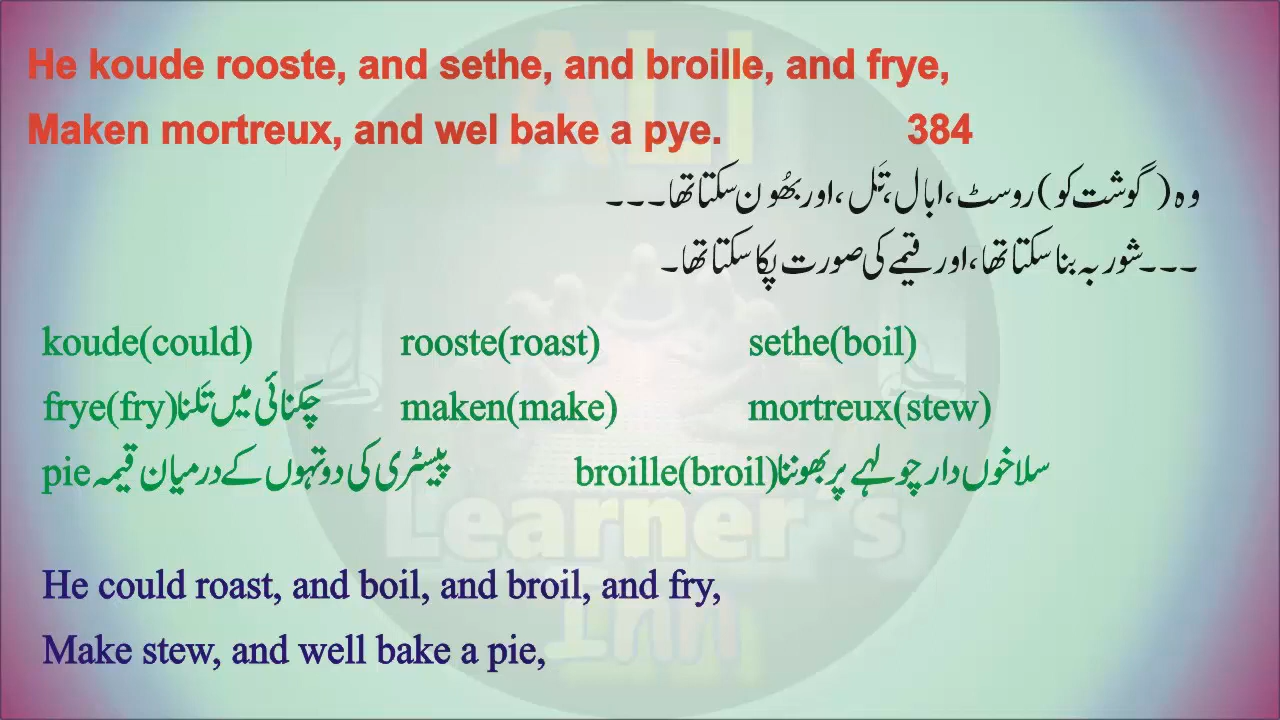 He koude rooste, and sethe, and broille, and frye,
Maken mortreux, and wel bake a pye. 384
وہ (گوشت کو) روسٹ، ابال، تَل، اور بھُون سکتا تھا۔۔۔
۔۔۔شوربہ بنا سکتا تھا، اور قیمے کی صورت پکا سکتا تھا۔
koude(could) rooste(roast) sethe(boil)
frye(fry)چکنائی میں تَلنا maken(make) mortreux(stew)
pie پیسٹری کی دو تہوں کے درمیان قیمہ broille(broil)سلاخوں دار چولہے پر بھوننا
He could roast, and boil, and broil, and fry,
Make stew, and well bake a pie,
ALI
Learner's
Inn